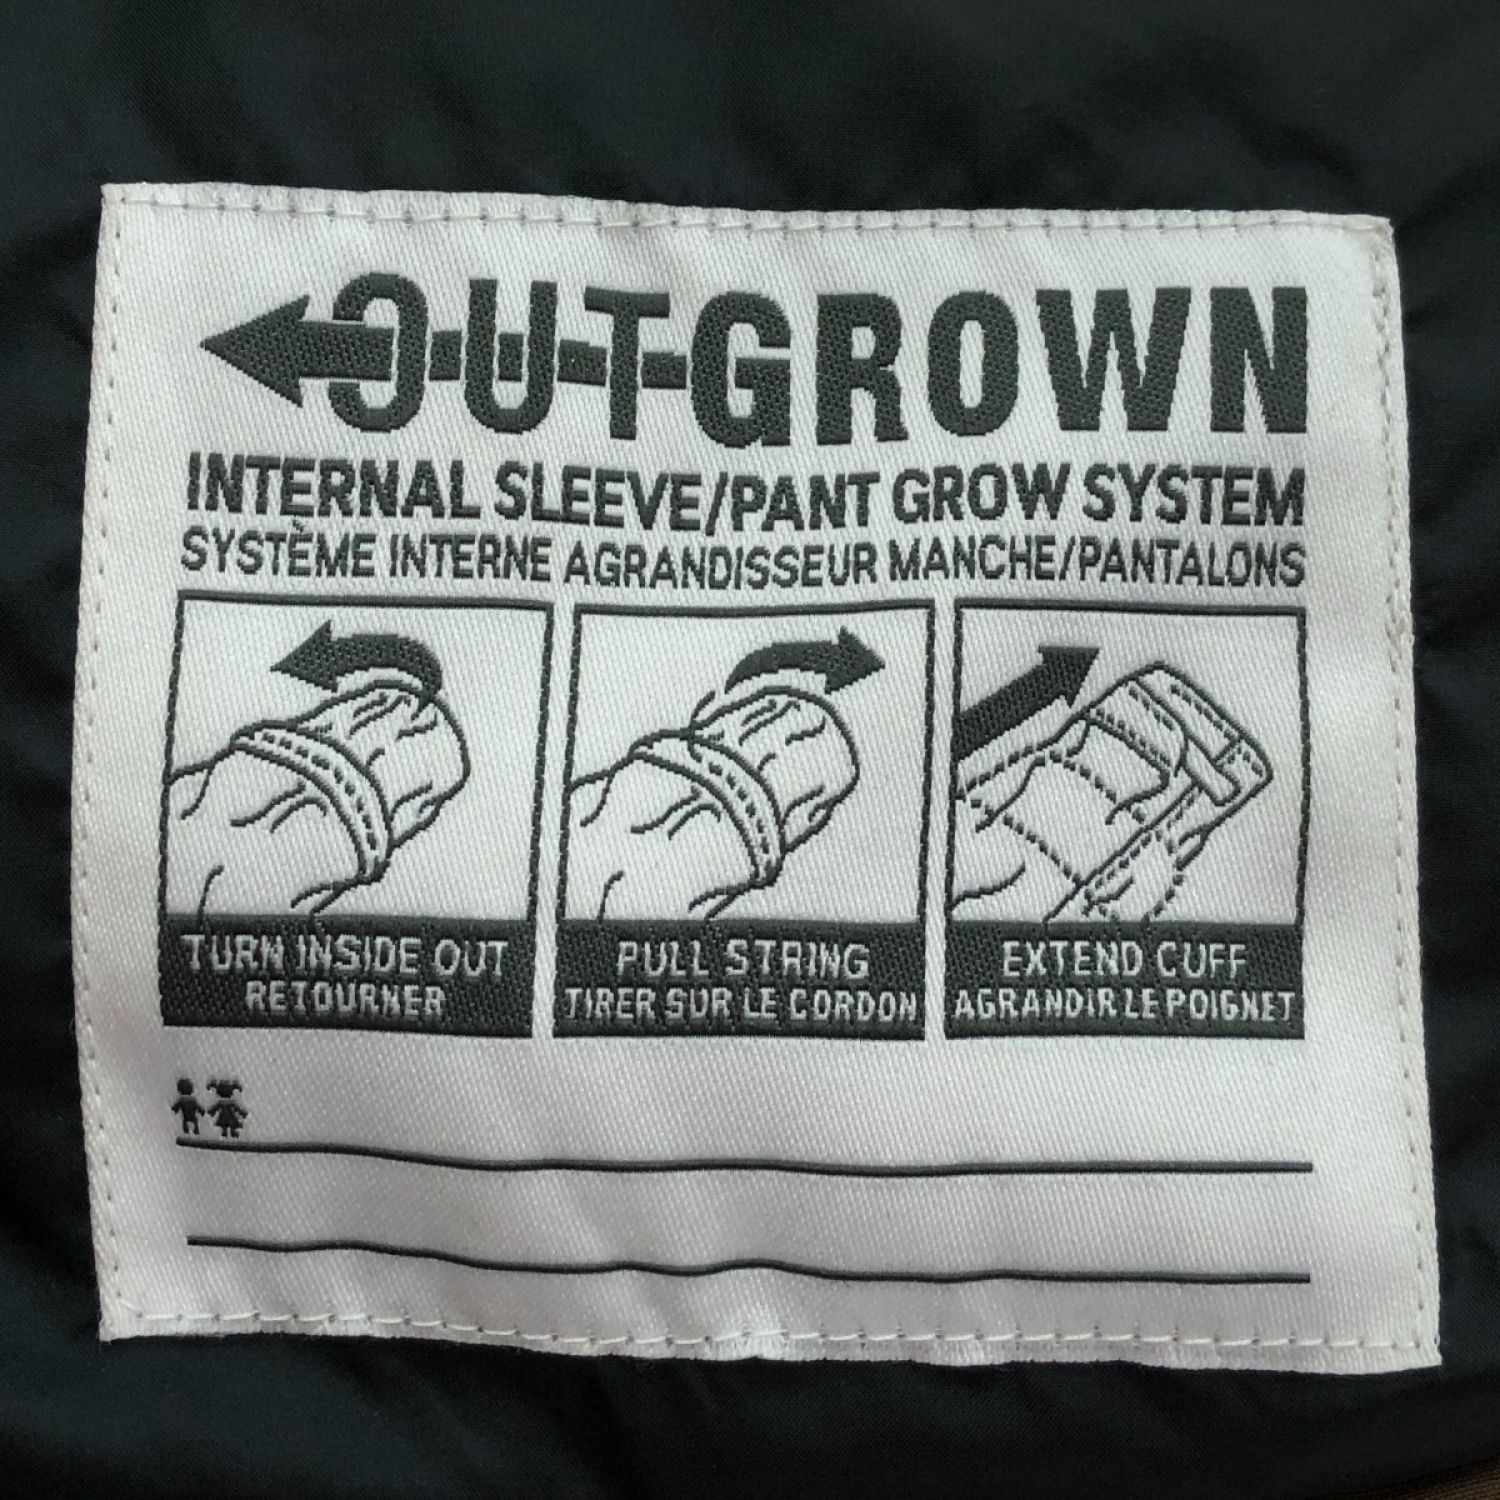 OUTGROWN
INTERNAL SLEEVE/PANT GROW SYSTEM
SYSTÈME INTERNE AGRANDISSEUR MANCHE/PANTALONS
TURN INSIDE OUT
RETOURNER
PULL STRING
TIRER SUR LE CORDON
EXTEND CUFF
AGRANDIR LE POIGNET